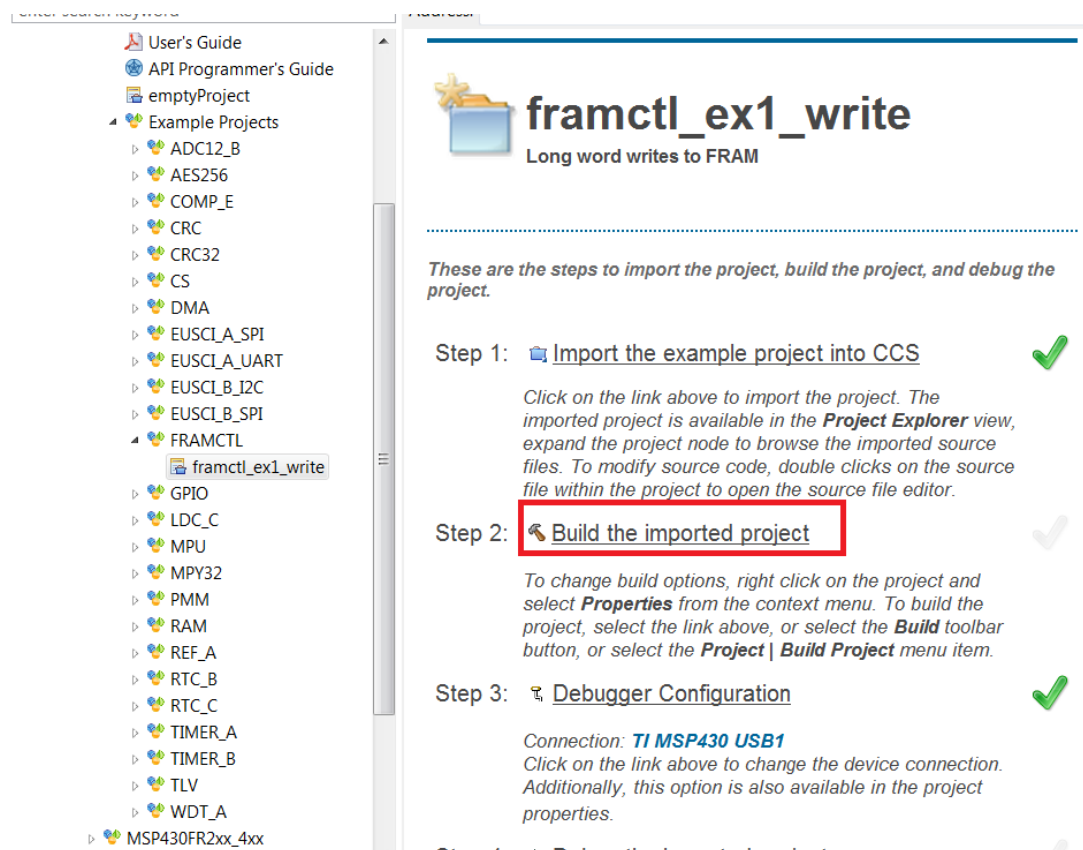 enter search keyword
User's Guide
API Programmer's Guide
emptyProject
Example Projects
ADC12_B
AES256
COMP_E
CRC
CRC32
CS
DMA
EUSCI_A_SPI
EUSCI_A_UART
EUSCI_B_I2C
EUSCI_B_SPI
FRAMCTL
framctl_ex1_write
GPIO
LDC_C
MPU
MPY32
PMM
RAM
REF_A
RTC_B
RTC_C
TIMER_A
TIMER_B
TLV
WDT_A
MSP430FR2xx_4xx
framctl_ex1_write
Long word writes to FRAM
These are the steps to import the project, build the project, and debug the
project.
Step 1: Import the example project into CCS
Click on the link above to import the project. The
imported project is available in the Project Explorer view,
expand the project node to browse the imported source
files. To modify source code, double clicks on the source
file within the project to open the source file editor.
Step 2: Build the imported project
To change build options, right click on the project and
select Properties from the context menu. To build the
project, select the link above, or select the Build toolbar
button, or select the Project | Build Project menu item.
Step 3: Debugger Configuration
Connection: TI MSP430 USB1
Click on the link above to change the device connection.
Additionally, this option is also available in the project
properties.